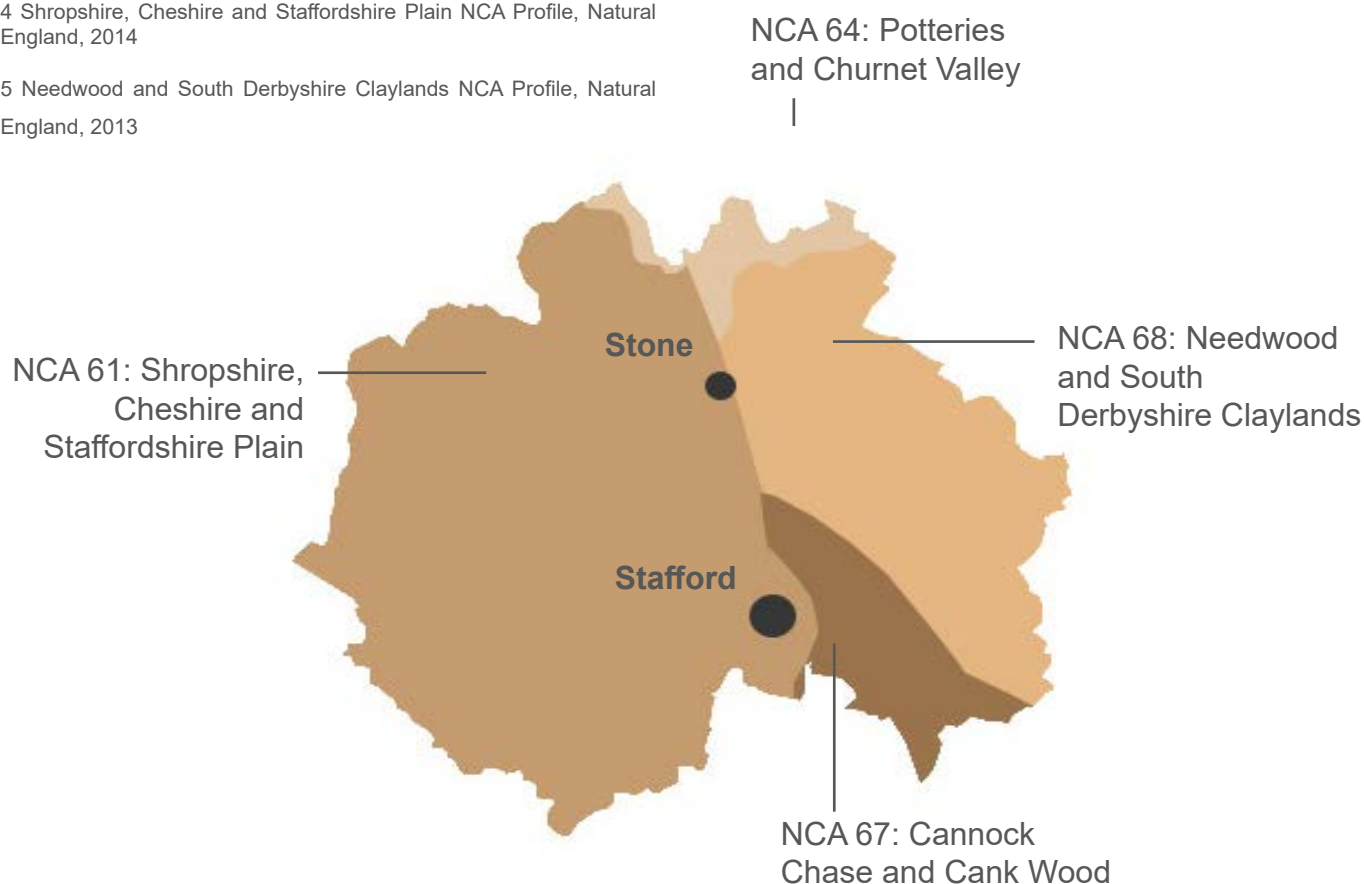 4 Shropshire, Cheshire and Staffordshire Plain NCA Profile, Natural
England, 2014
5 Needwood and South Derbyshire Claylands NCA Profile, Natural
England, 2013
NCA 64: Potteries
and Churnet Valley
Stone
NCA 61: Shropshire,
Cheshire and
Staffordshire Plain
NCA 68: Needwood
and South
Derbyshire Claylands
Stafford
NCA 67: Cannock
Chase and Cank Wood